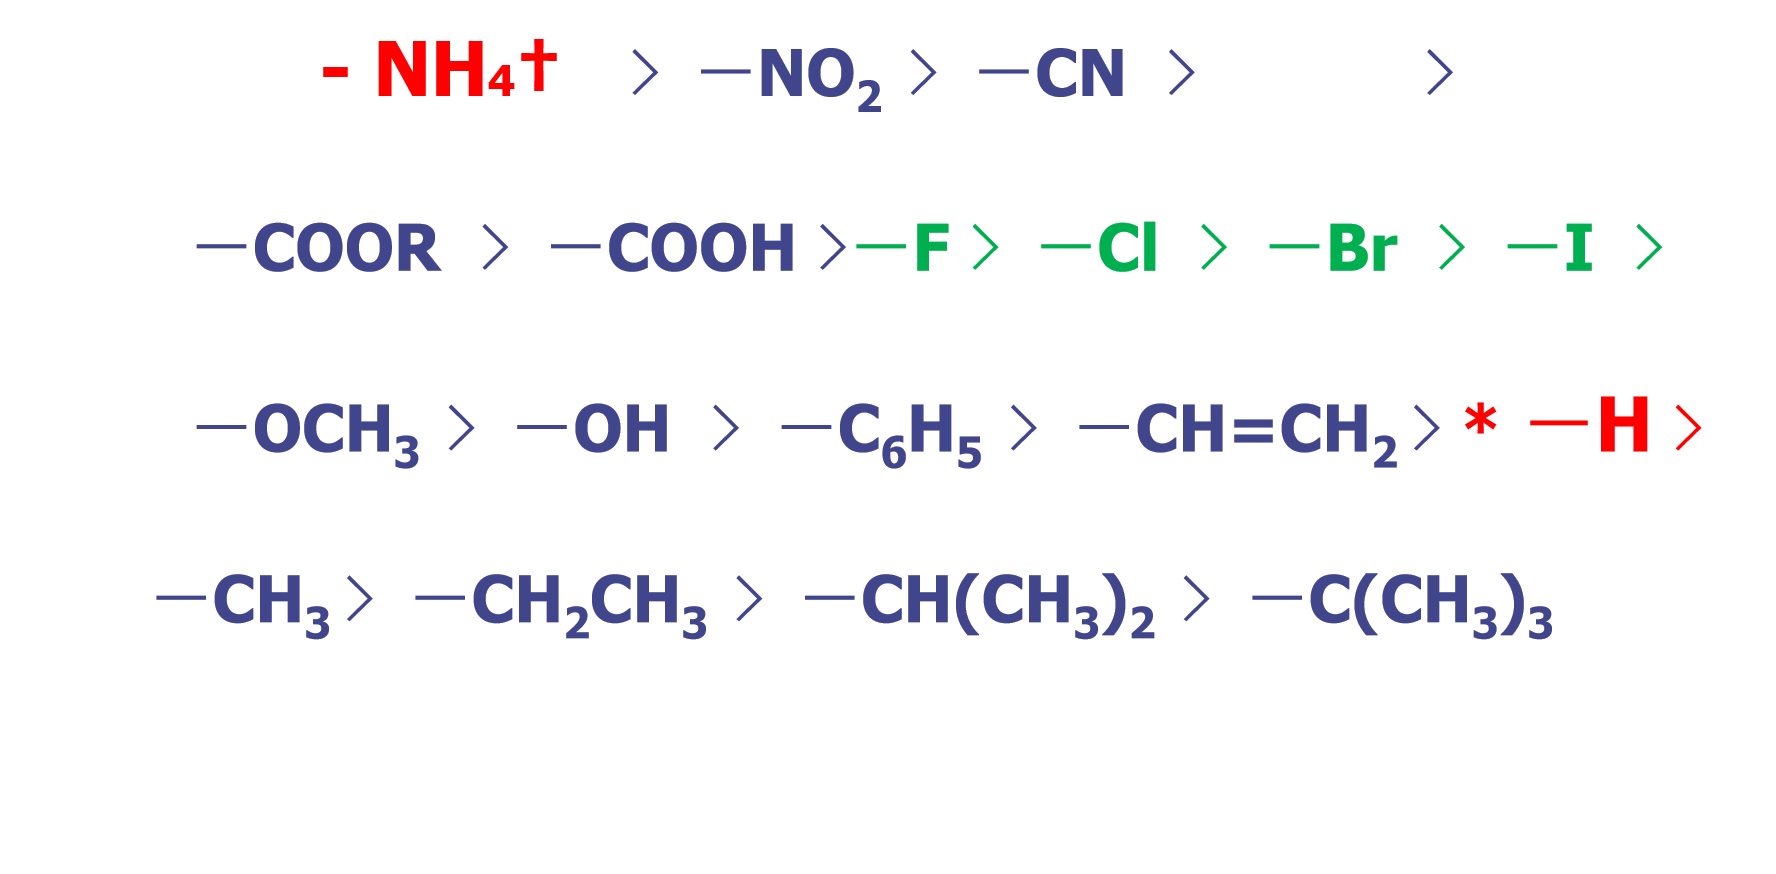 - NH₄† > —NO₂ > —CN > >
—COOR > —COOH > —F > —Cl > —Br > —I >
—OCH₃ > —OH > —C₆H₅ > —CH=CH₂ > * —H >
—CH₃ > —CH₂CH₃ > —CH(CH₃)₂ > —C(CH₃)₃